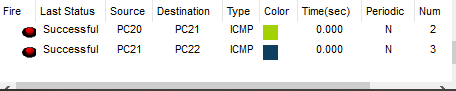 Fire Last Status Source Destination Type Color Time(sec) Periodic Num
Successful PC20 PC21 ICMP 0.000 N 2
Successful PC21 PC22 ICMP 0.000 N 3